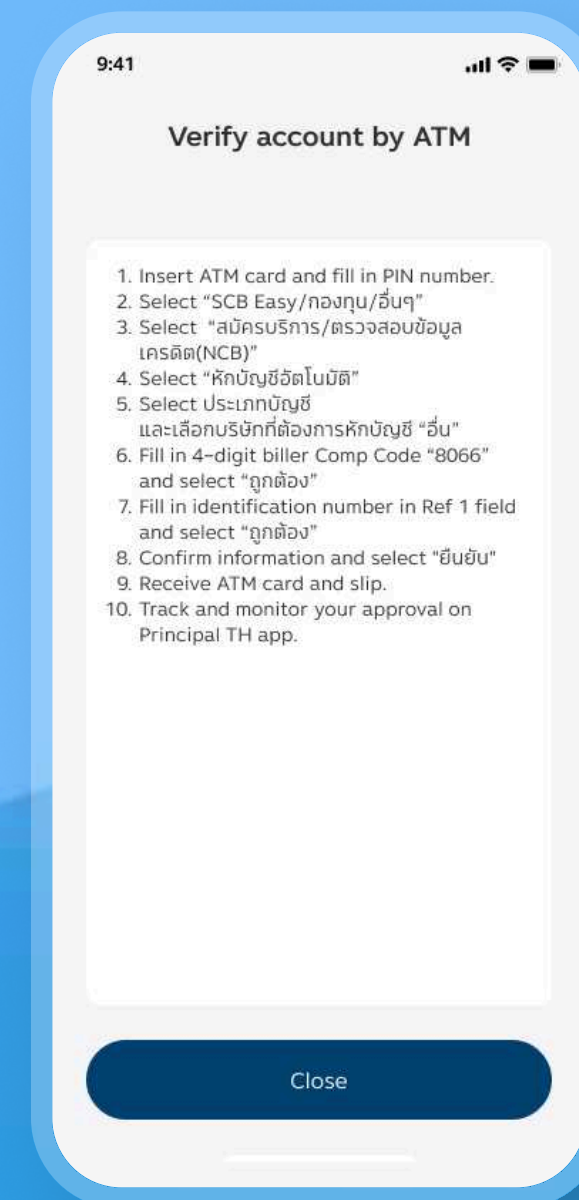 9:41
Verify account by ATM
1. Insert ATM card and fill in PIN number.
2. Select “SCB Easy/กองทุน/อื่นๆ”
3. Select “สมัครบริการ/ตรวจสอบข้อมูล
เครดิต(NCB)”
4. Select “หักบัญชีอัตโนมัติ”
5. Select ประเภทบัญชี
และเลือกบริษัทที่ต้องการหักบัญชี “อื่น”
6. Fill in 4-digit biller Comp Code “8066”
and select “ถูกต้อง”
7. Fill in identification number in Ref 1 field
and select “ถูกต้อง”
8. Confirm information and select "ยืนยัน"
9. Receive ATM card and slip.
10. Track and monitor your approval on
Principal TH app.
Close